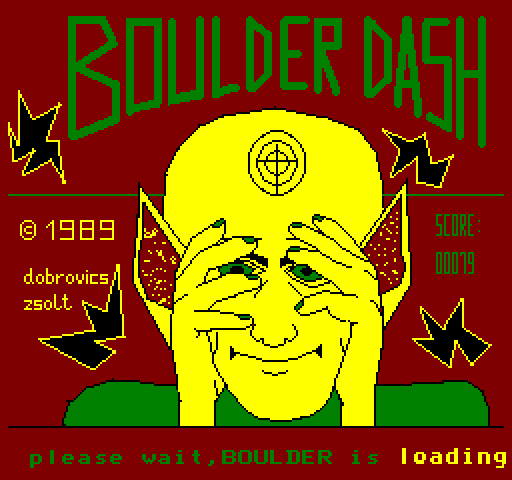 BOULDER DASH
© 1989
SCORE:
00079
dobrovics
zsolt
please wait,BOULDER is loading